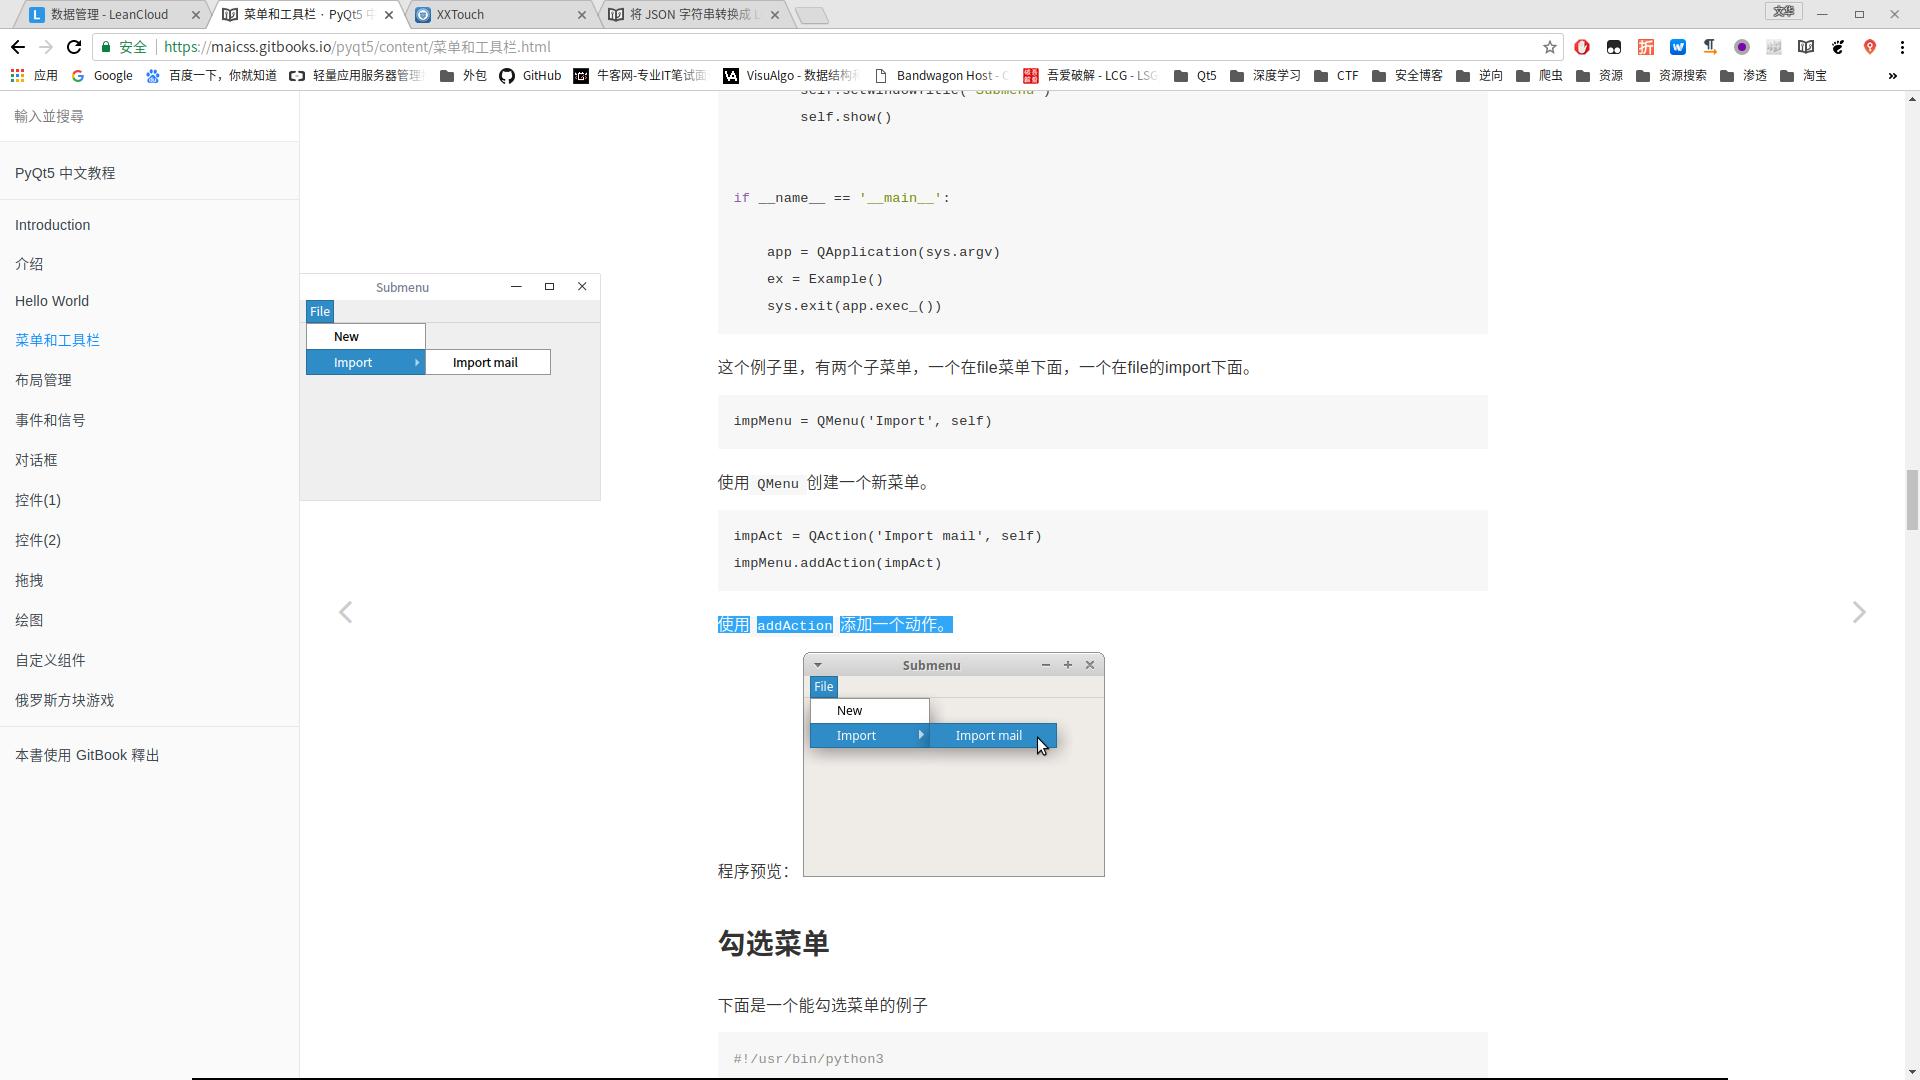 数据管理 - LeanCloud
菜单和工具栏 · PyQt5 中
XXTouch
将 JSON 字符串转换成 L
安全
https://maicss.gitbooks.io/pyqt5/content/菜单和工具栏.html
应用
Google
百度一下，你就知道
轻量应用服务器管理
外包
GitHub
牛客网-专业IT笔试面
VisuAlgo - 数据结构和
Bandwagon Host - C
吾爱破解 - LCG - LSG
Qt5
深度学习
CTF
安全博客
逆向
爬虫
资源
资源搜索
渗透
淘宝
»
輸入並搜尋
PyQt5 中文教程
Introduction
介绍
Hello World
菜单和工具栏
布局管理
事件和信号
对话框
控件(1)
控件(2)
拖拽
绘图
自定义组件
俄罗斯方块游戏
本書使用 GitBook 釋出
Submenu
File
New
Import
Import mail
self.setWindowTitle('Submenu')
self.show()
if __name__ == '__main__':
app = QApplication(sys.argv)
ex = Example()
sys.exit(app.exec_())
这个例子里，有两个子菜单，一个在file菜单下面，一个在file的import下面。
impMenu = QMenu('Import', self)
使用 QMenu 创建一个新菜单。
impAct = QAction('Import mail', self)
impMenu.addAction(impAct)
使用 addAction 添加一个动作。
Submenu
File
New
Import
Import mail
程序预览：
勾选菜单
下面是一个能勾选菜单的例子
#!/usr/bin/python3